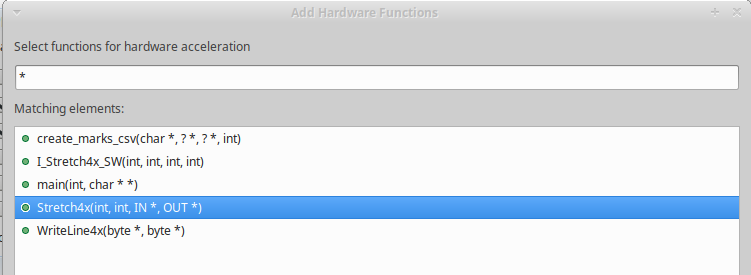 Add Hardware Functions
Select functions for hardware acceleration
*
Matching elements:
create_marks_csv(char *, ? *, ? *, int)
I_Stretch4x_SW(int, int, int, int)
main(int, char * *)
Stretch4x(int, int, IN *, OUT *)
WriteLine4x(byte *, byte *)